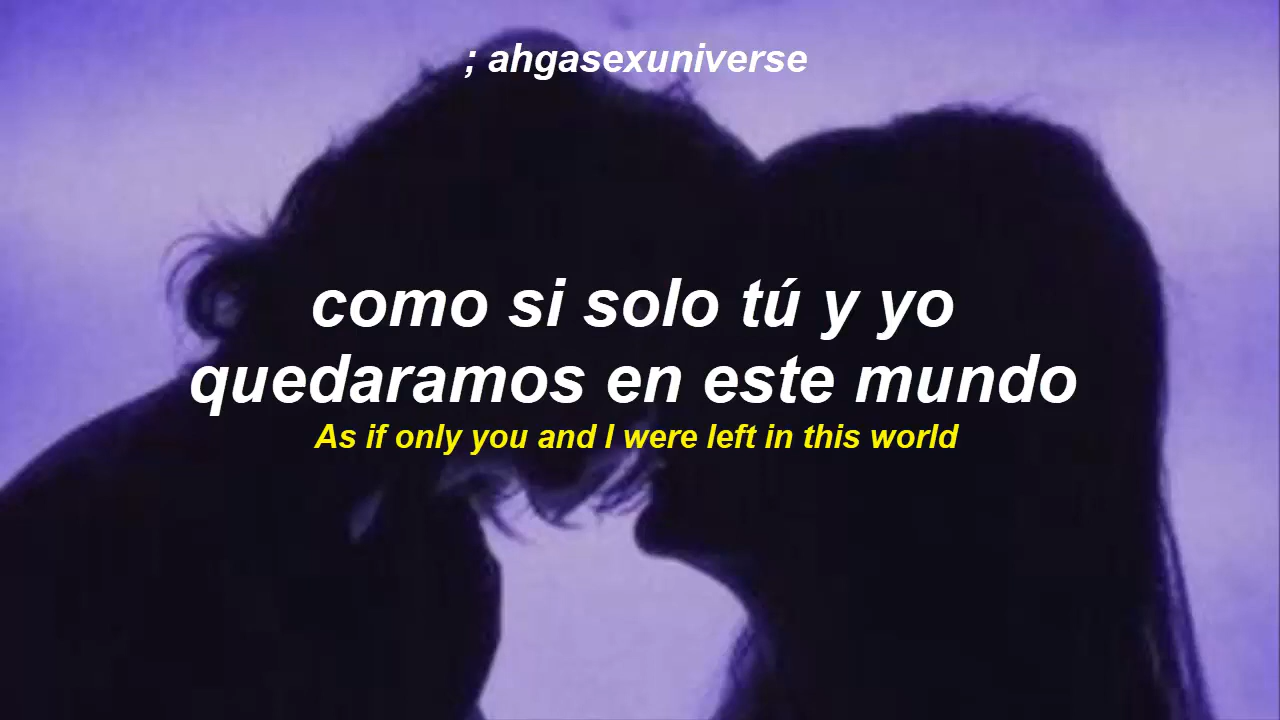 ; ahgasexuniverse
como si solo tú y yo
quedaramos en este mundo
As if only you and I were left in this world